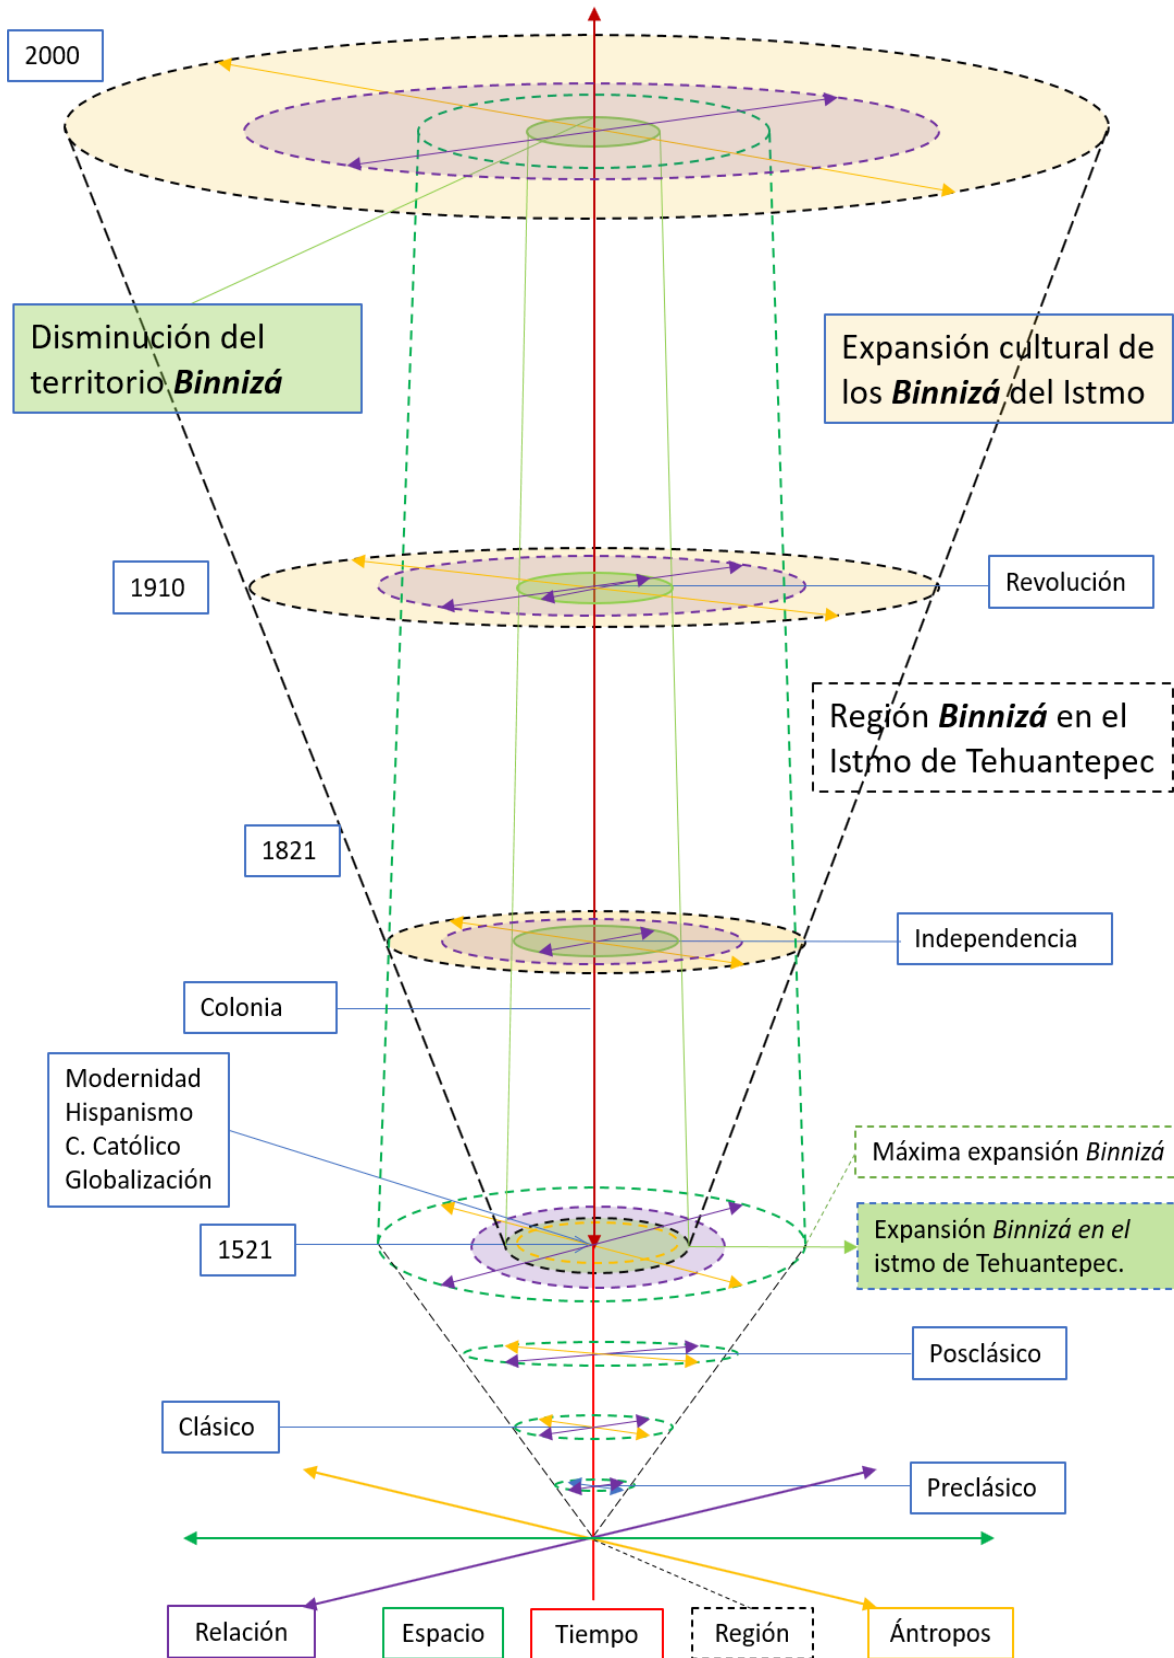 2000
Disminución del
territorio Binnizá
Expansión cultural de
los Binnizá del Istmo
1910
Revolución
Región Binnizá en el
Istmo de Tehuantepec
1821
Independencia
Colonia
Modernidad
Hispanismo
C. Católico
Globalización
Máxima expansión Binnizá
1521
Expansión Binnizá en el
istmo de Tehuantepec.
Posclásico
Clásico
Preclásico
Relación
Espacio
Tiempo
Región
Ántropos